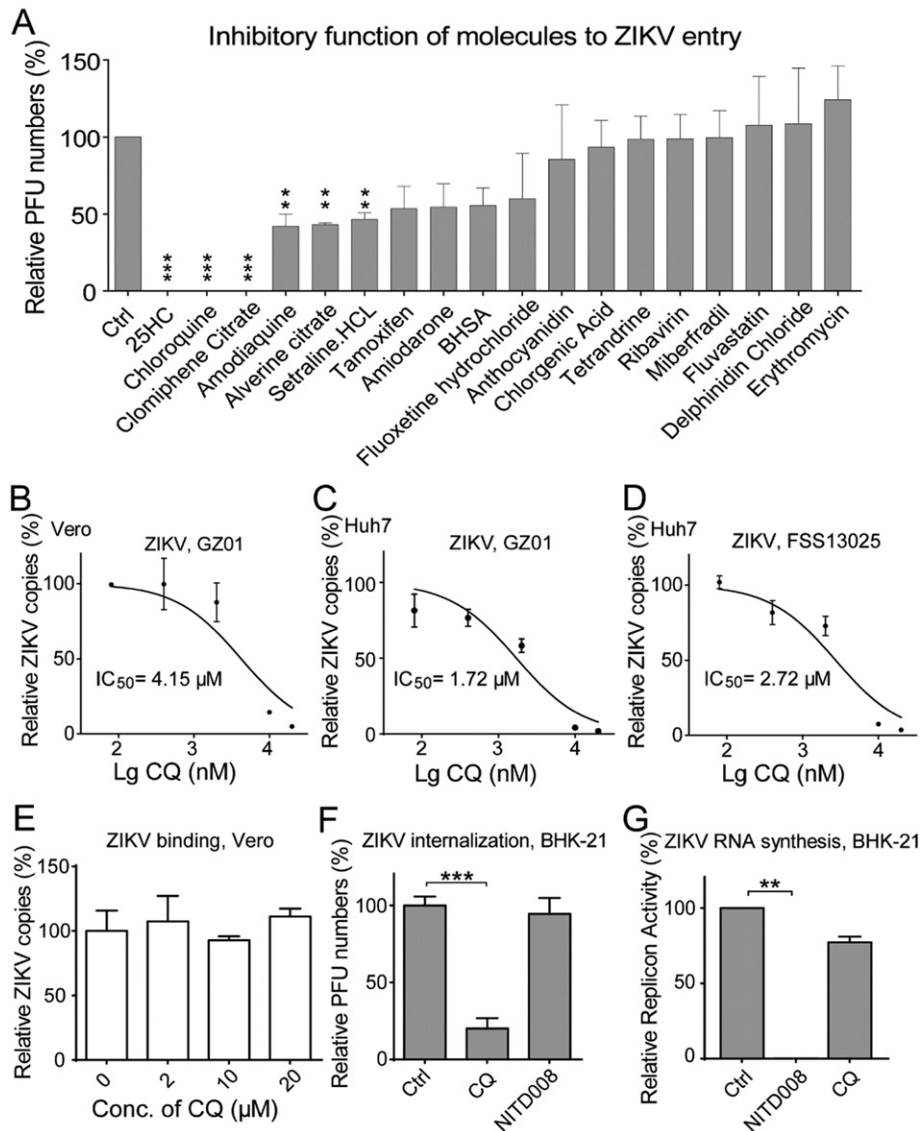 A
Inhibitory function of molecules to ZIKV entry
Relative PFU numbers (%)
150
100
50
0
***
***
***
**
**
**
Ctrl
25HC
Chloroquine
Clomiphene Citrate
Amodiaquine
Alverine citrate
Setraline.HCL
Tamoxifen
Amiodarone
BHSA
Fluoxetine hydrochloride
Anthocyanidin
Chlorgenic Acid
Tetrandrine
Ribavirin
Miberfradil
Fluvastatin
Delphinidin Chloride
Erythromycin
B
Vero
ZIKV, GZ01
Relative ZIKV copies (%)
100
50
0
IC50= 4.15 µM
2 3 4
Lg CQ (nM)
C
Huh7
ZIKV, GZ01
Relative ZIKV copies (%)
100
50
0
IC50= 1.72 µM
2 3 4
Lg CQ (nM)
D
Huh7
ZIKV, FSS13025
Relative ZIKV copies (%)
100
50
0
IC50= 2.72 µM
2 3 4
Lg CQ (nM)
E
ZIKV binding, Vero
Relative ZIKV copies (%)
150
100
50
0
0 2 10 20
Conc. of CQ (µM)
F
ZIKV internalization, BHK-21
Relative PFU numbers (%)
100
50
0
***
Ctrl
CQ
NITD008
G
ZIKV RNA synthesis, BHK-21
Relative Replicon Activity (%)
100
50
0
**
Ctrl
NITD008
CQ